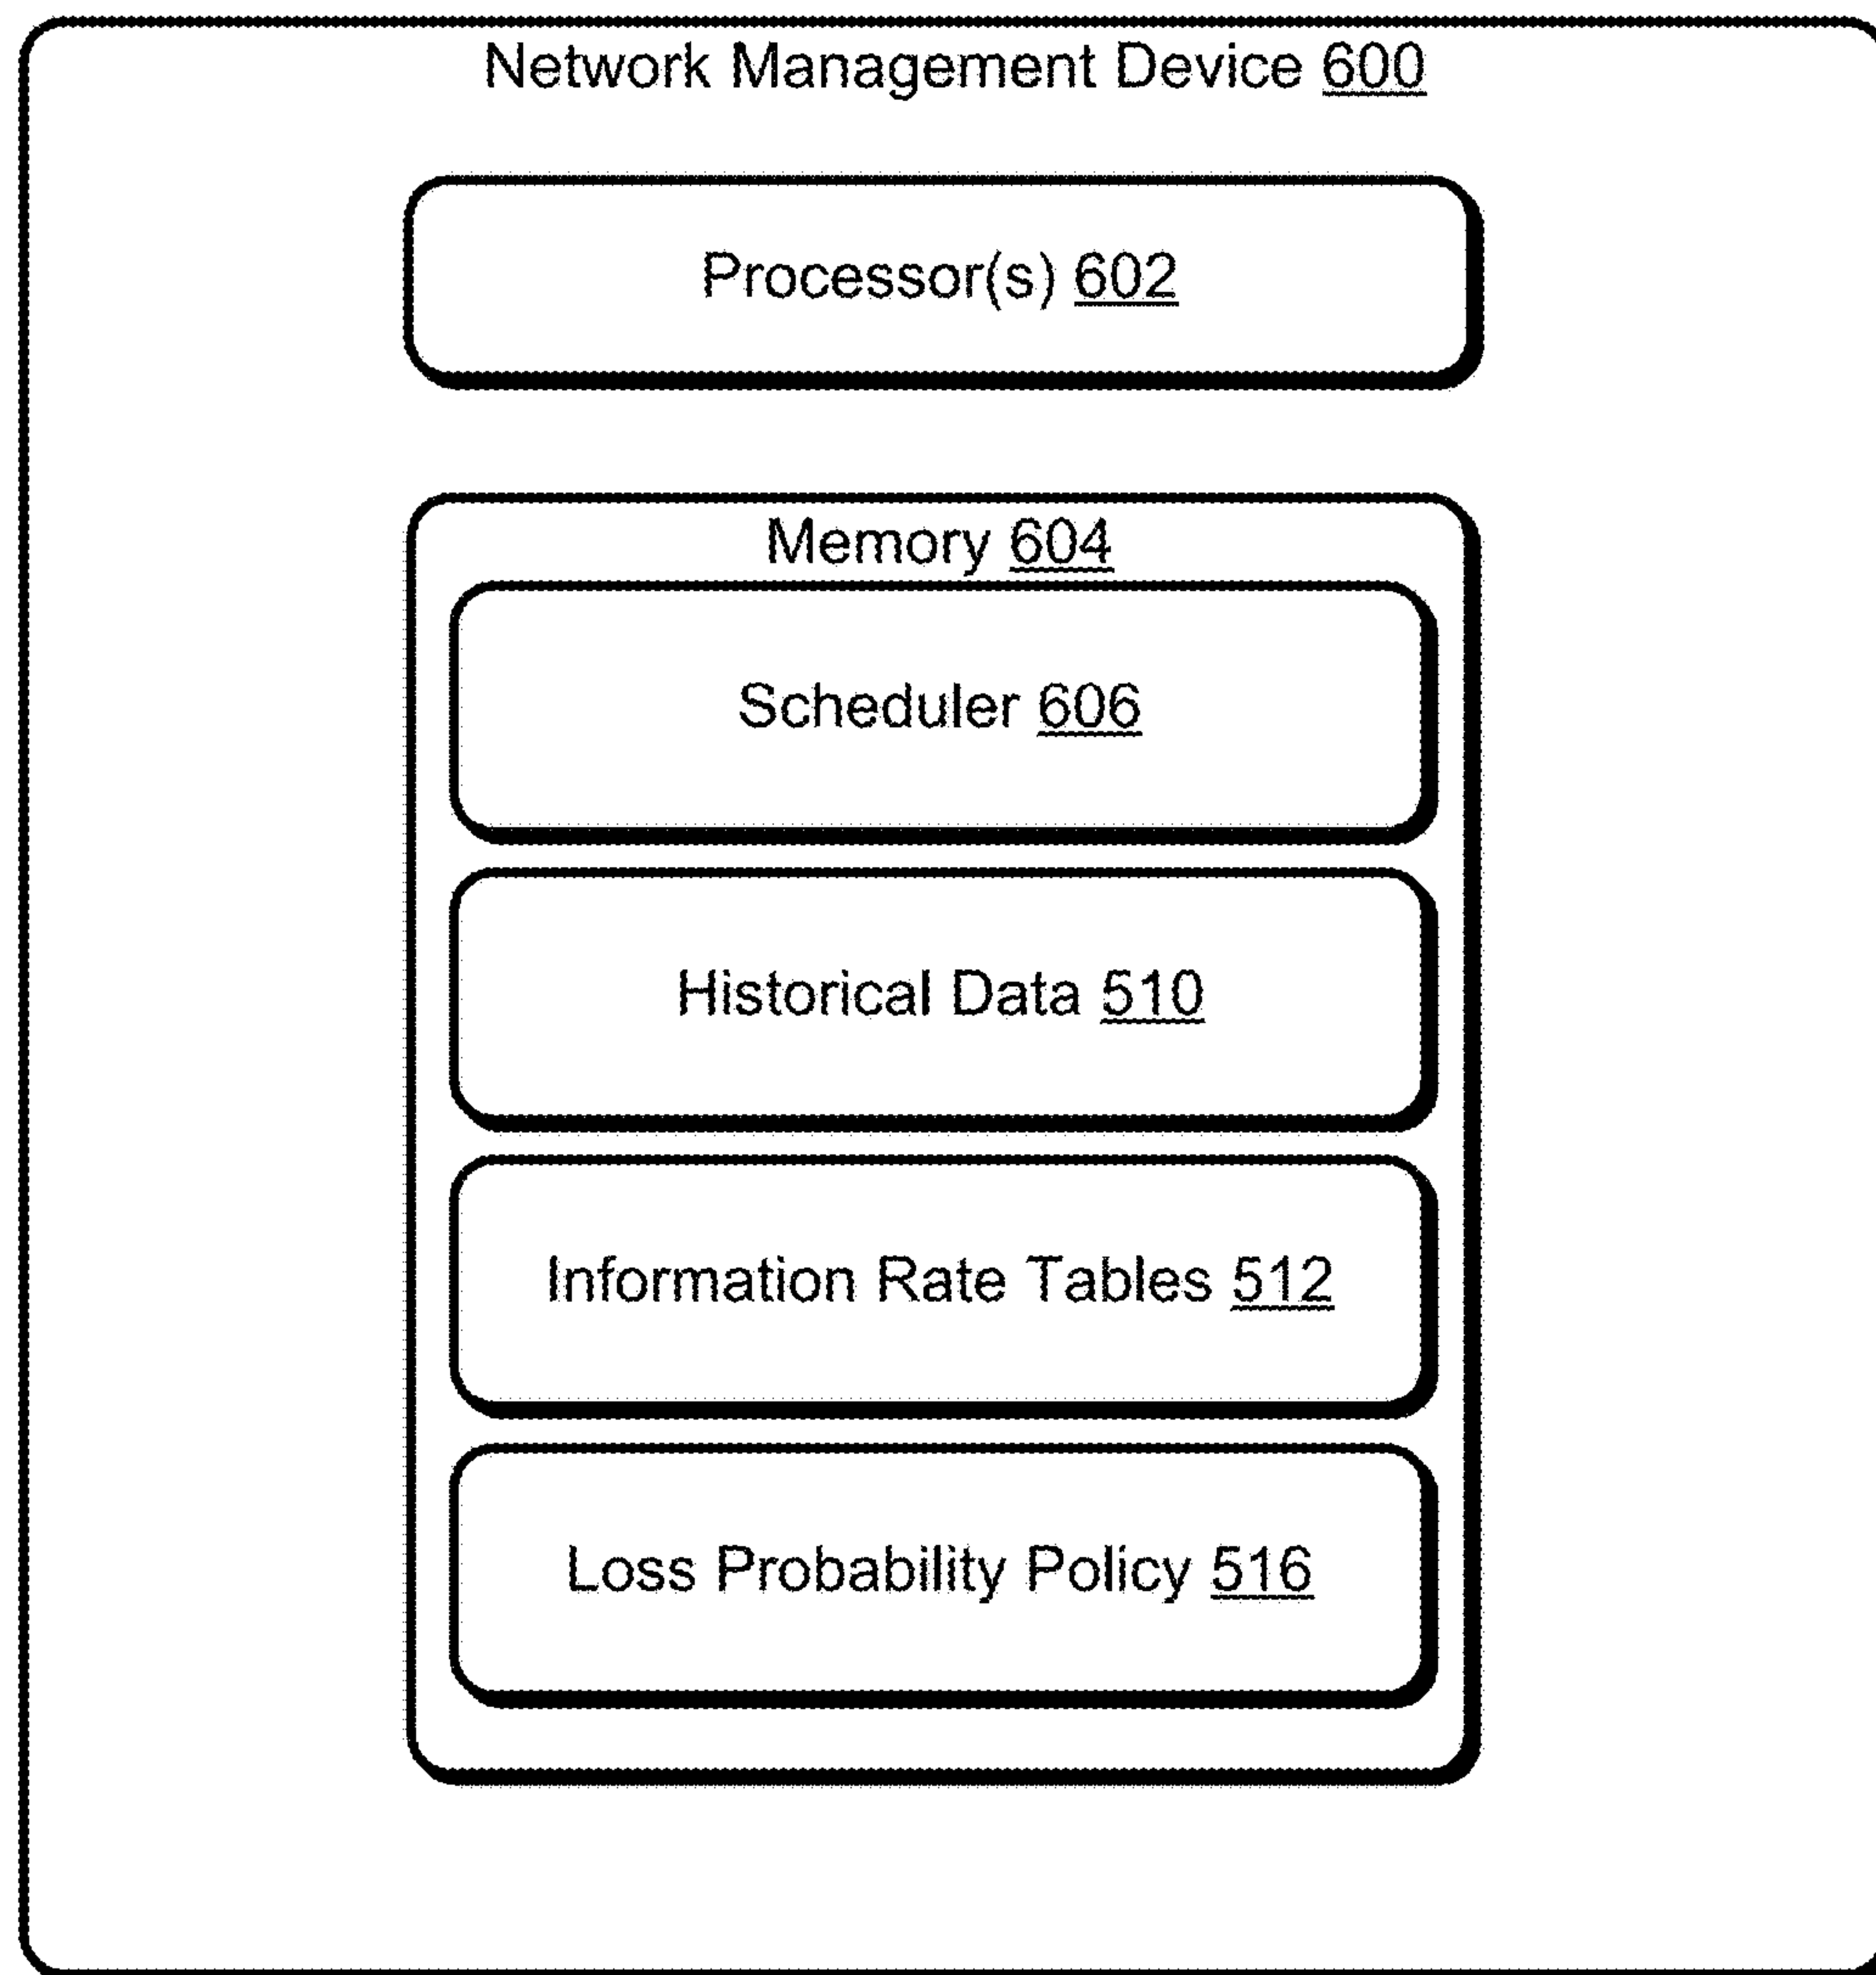 Network Management Device 600
Processor(s) 602
Memory 604
Scheduler 606
Historical Data 510
Information Rate Tables 512
Loss Probability Policy 516